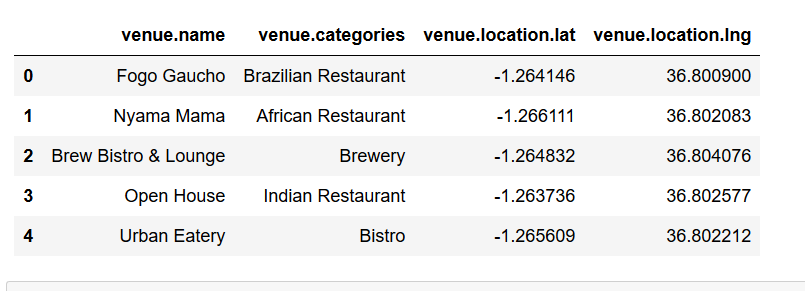 venue.name venue.categories venue.location.lat venue.location.lng
0 Fogo Gaucho Brazilian Restaurant -1.264146 36.800900
1 Nyama Mama African Restaurant -1.266111 36.802083
2 Brew Bistro & Lounge Brewery -1.264832 36.804076
3 Open House Indian Restaurant -1.263736 36.802577
4 Urban Eatery Bistro -1.265609 36.802212